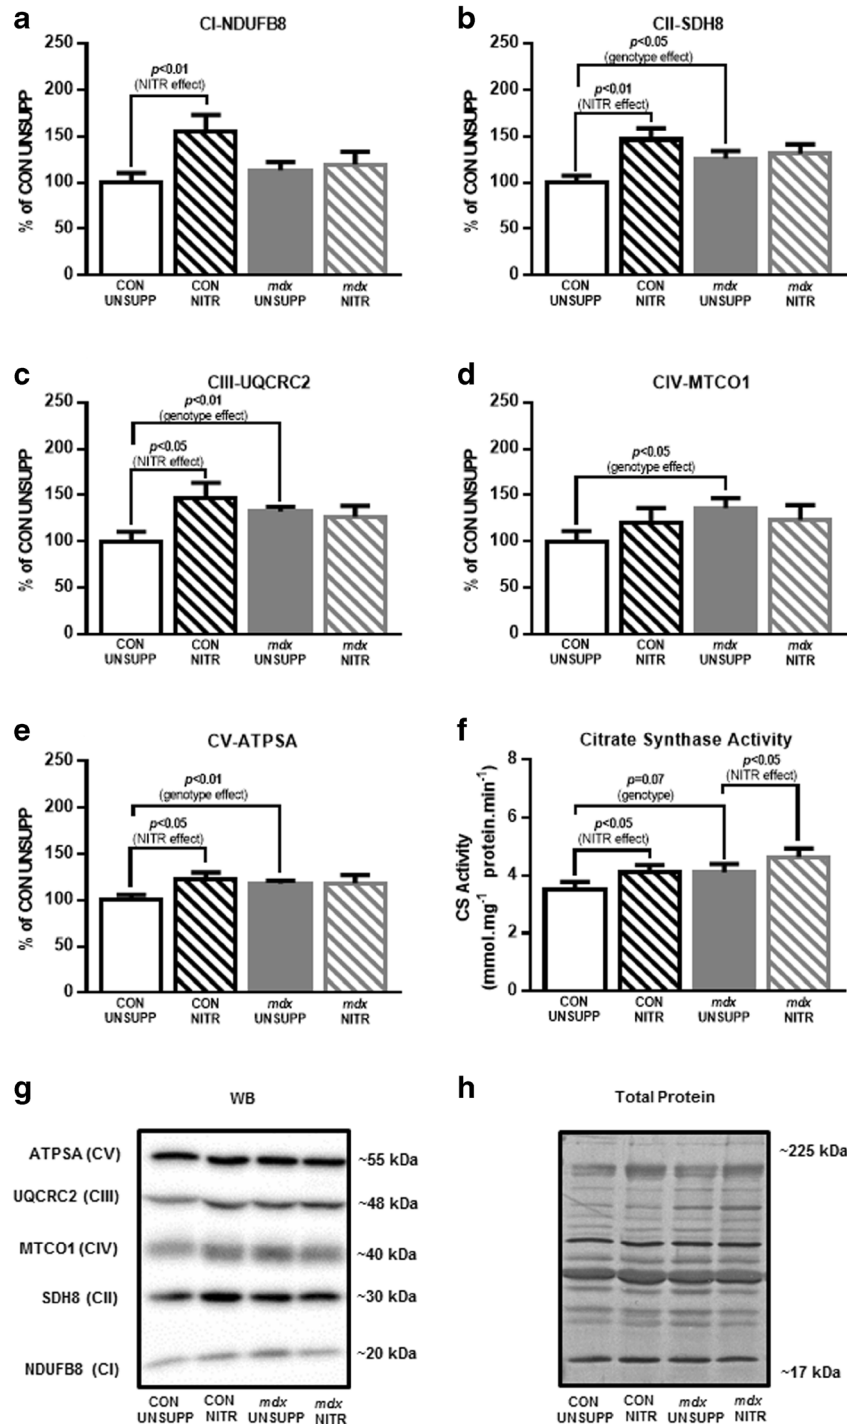 a
CI-NDUFB8
% of CON UNSUPP
250
200
150
100
50
0
p<0.01
(NITR effect)
CON
UNSUPP
CON
NITR
mdx
UNSUPP
mdx
NITR
b
CII-SDH8
% of CON UNSUPP
250
200
150
100
50
0
p<0.05
(genotype effect)
p<0.01
(NITR effect)
CON
UNSUPP
CON
NITR
mdx
UNSUPP
mdx
NITR
c
CIII-UQCRC2
% of CON UNSUPP
250
200
150
100
50
0
p<0.01
(genotype effect)
p<0.05
(NITR effect)
CON
UNSUPP
CON
NITR
mdx
UNSUPP
mdx
NITR
d
CIV-MTCO1
% of CON UNSUPP
250
200
150
100
50
0
p<0.05
(genotype effect)
CON
UNSUPP
CON
NITR
mdx
UNSUPP
mdx
NITR
e
CV-ATPSA
% of CON UNSUPP
250
200
150
100
50
0
p<0.01
(genotype effect)
p<0.05
(NITR effect)
CON
UNSUPP
CON
NITR
mdx
UNSUPP
mdx
NITR
f
Citrate Synthase Activity
CS Activity
(mmol.mg-1 protein.min-1)
8
6
4
2
0
p<0.05
(NITR effect)
p=0.07
(genotype)
p<0.05
(NITR effect)
CON
UNSUPP
CON
NITR
mdx
UNSUPP
mdx
NITR
g
WB
ATPSA (CV)
~55 kDa
UQCRC2 (CIII)
~48 kDa
MTCO1 (CIV)
~40 kDa
SDH8 (CII)
~30 kDa
~20 kDa
NDUFB8 (CI)
CON
UNSUPP
CON
NITR
mdx
UNSUPP
mdx
NITR
h
Total Protein
~225 kDa
~17 kDa
CON
UNSUPP
CON
NITR
mdx
UNSUPP
mdx
NITR